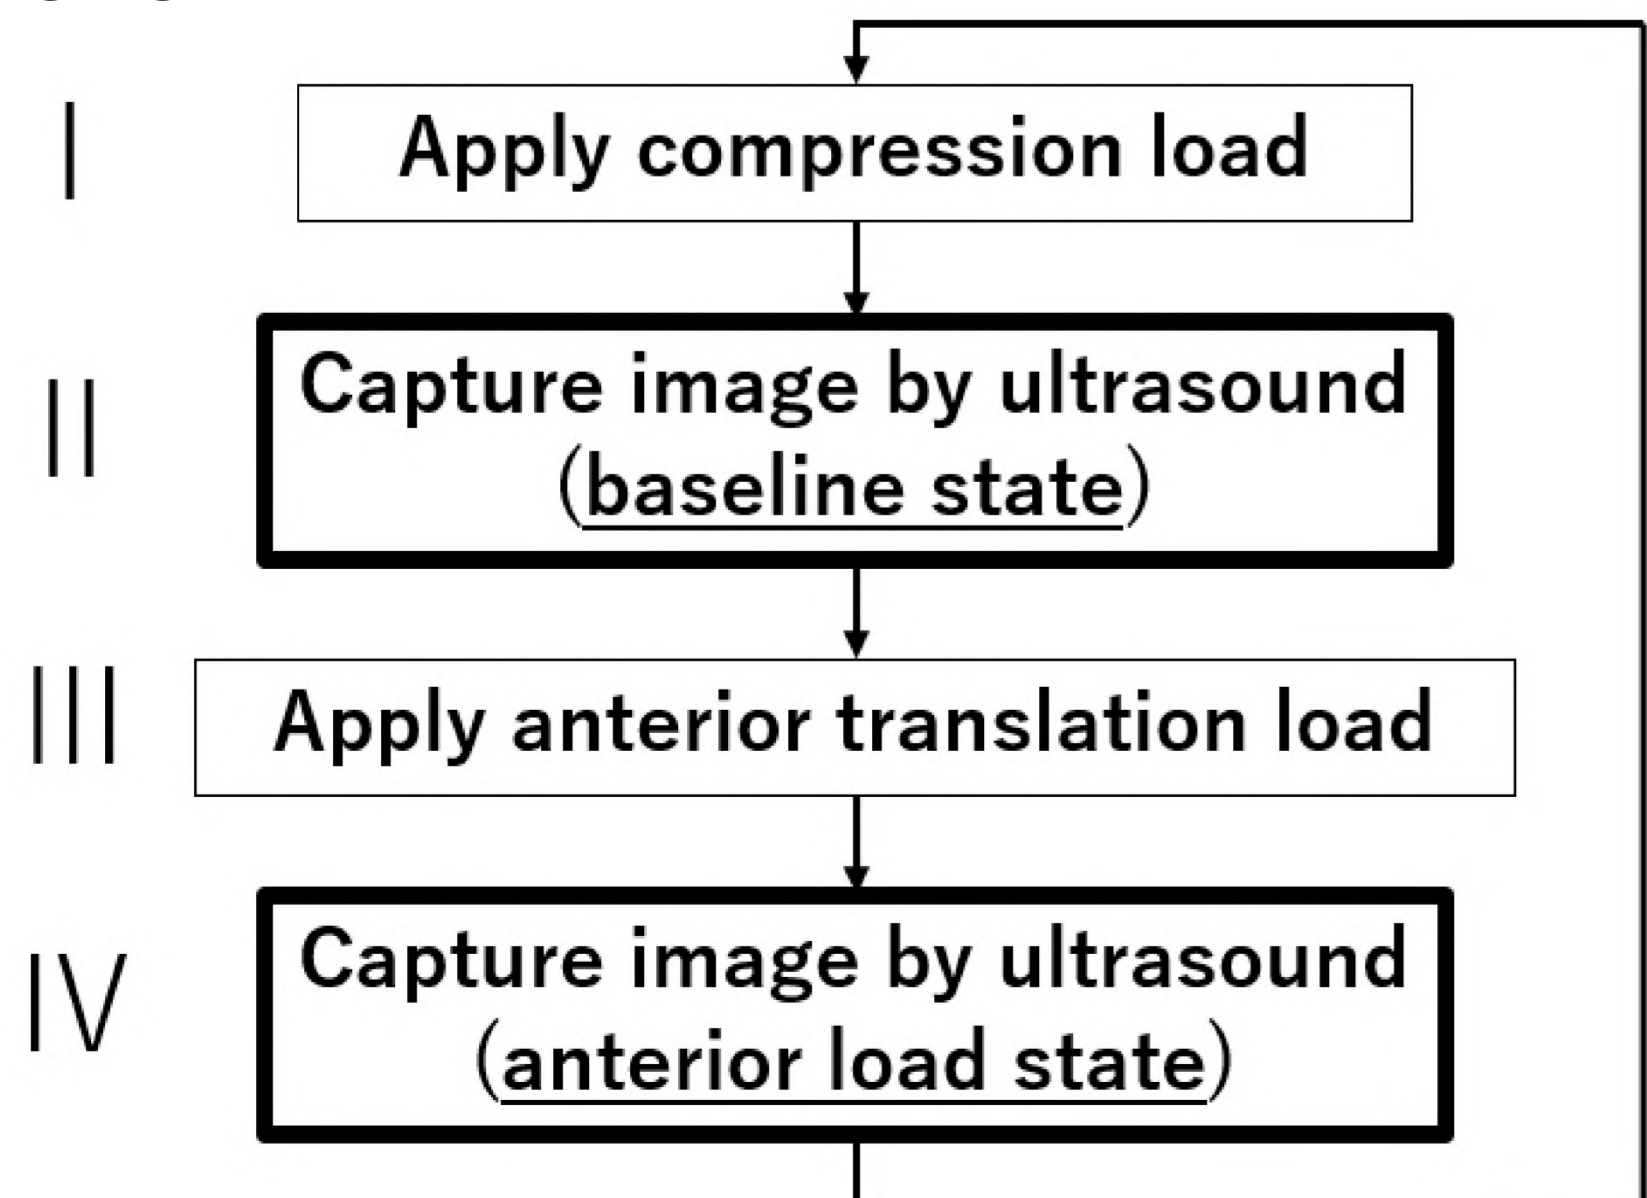 I
Apply compression load
II
Capture image by ultrasound
(baseline state)
III
Apply anterior translation load
IV
Capture image by ultrasound
(anterior load state)